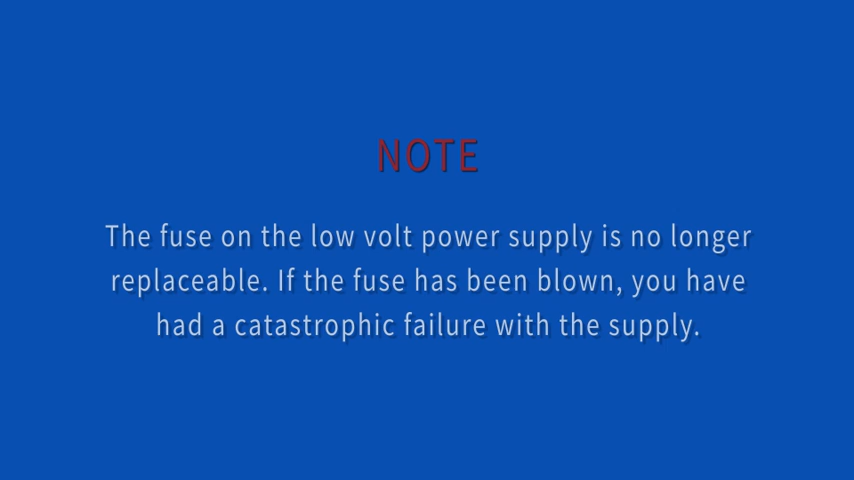 NOTE
The fuse on the low volt power supply is no longer
replaceable. If the fuse has been blown, you have
had a catastrophic failure with the supply.